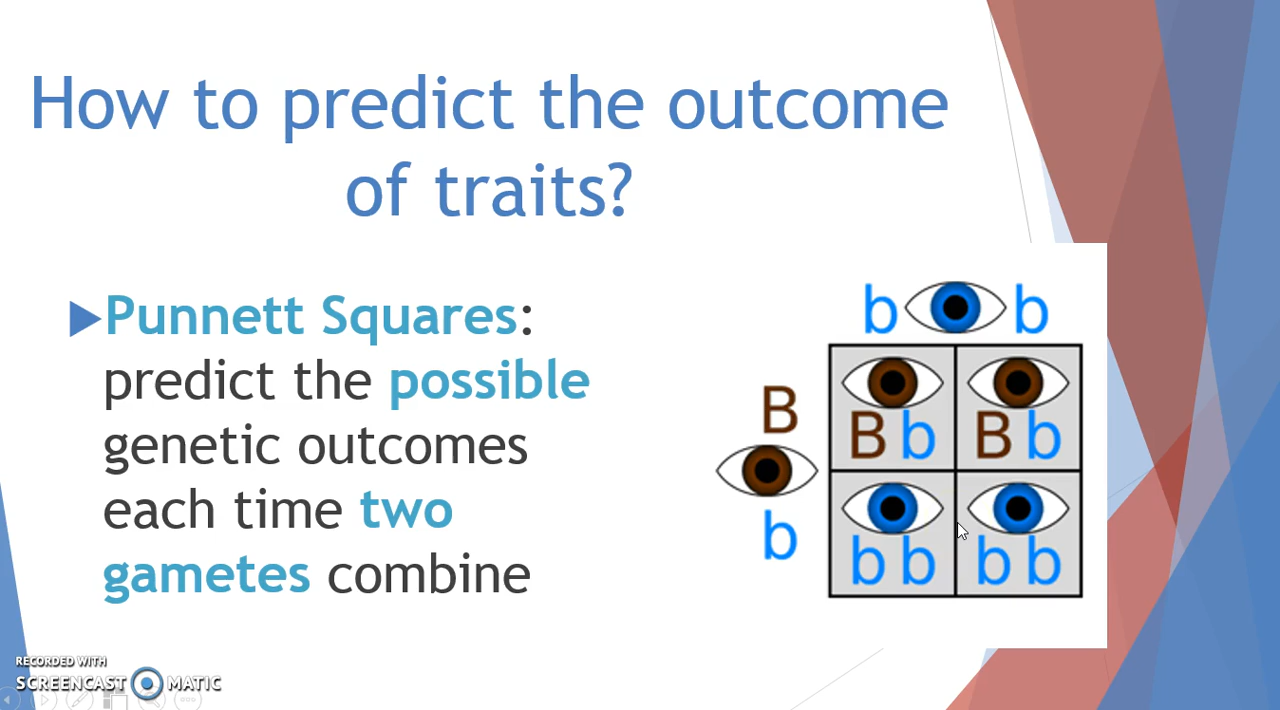 How to predict the outcome
of traits?
Punnett Squares:
predict the possible
genetic outcomes
each time two
gametes combine
b b
B
B b B b
b
b b b b
RECORDED WITH
SCREENCAST MATIC